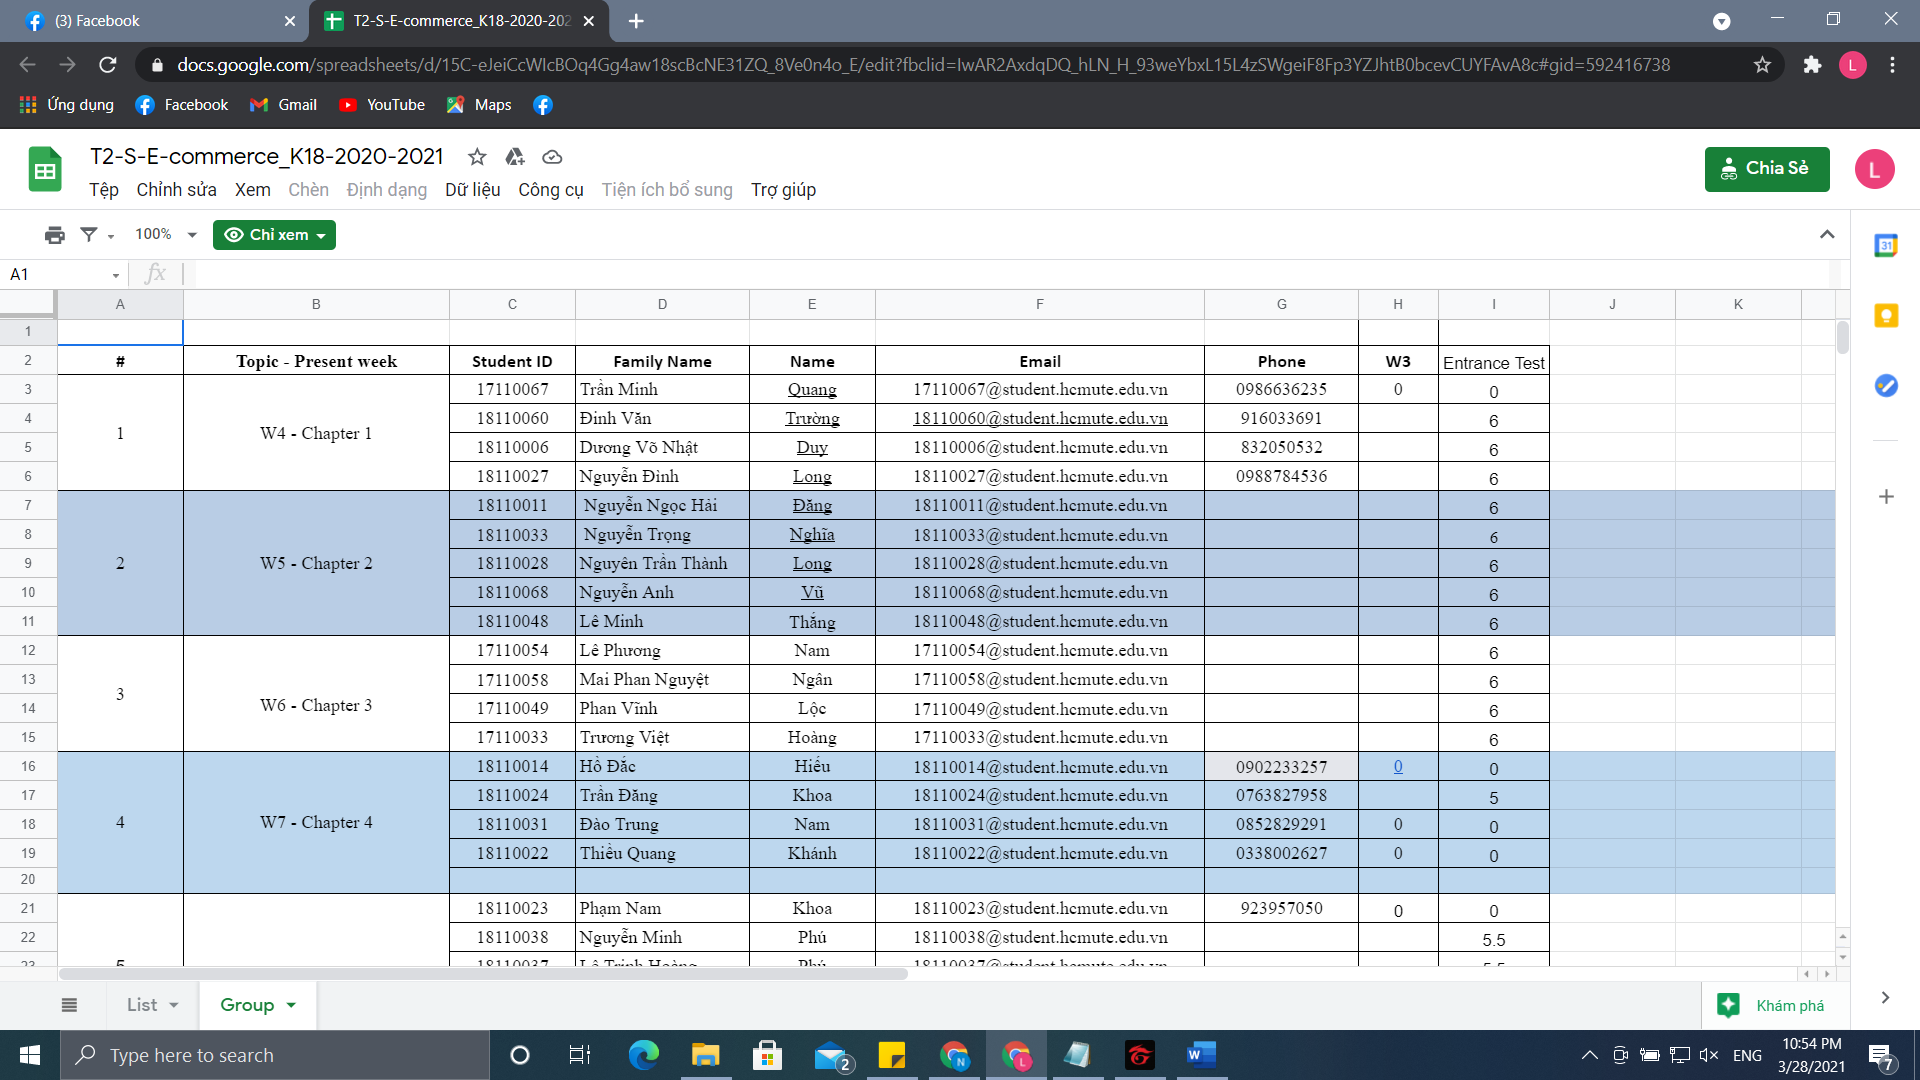 (3) Facebook
T2-S-E-commerce_K18-2020-202
docs.google.com/spreadsheets/d/15C-eJeiCcWIcBOq4Gg4aw18scBcNE31ZQ_8Ve0n4o_E/edit?fbclid=IwAR2AxdqDQ_hLN_H_93weYbxL15L4zSWgeiF8Fp3YZJhtB0bcevCUYFAvA8c#gid=592416738
L
Ứng dụng Facebook Gmail YouTube Maps
T2-S-E-commerce_K18-2020-2021
Tệp Chỉnh sửa Xem Chèn Định dạng Dữ liệu Công cụ Tiện ích bổ sung Trợ giúp
Chia Sẻ
L
100% Chỉ xem
31
A1 fx
A B C D E F G H I J K
1
2 # Topic - Present week Student ID Family Name Name Email Phone W3 Entrance Test
3 17110067 Trần Minh Quang 17110067@student.hcmute.edu.vn 0986636235 0 0
4 18110060 Đinh Văn Trường 18110060@student.hcmute.edu.vn 916033691 6
1 W4 - Chapter 1
5 18110006 Dương Võ Nhật Duy 18110006@student.hcmute.edu.vn 832050532 6
6 18110027 Nguyễn Đình Long 18110027@student.hcmute.edu.vn 0988784536 6
7 18110011 Nguyễn Ngọc Hải Đăng 18110011@student.hcmute.edu.vn 6
8 18110033 Nguyễn Trọng Nghĩa 18110033@student.hcmute.edu.vn 6
9 2 W5 - Chapter 2 18110028 Nguyên Trần Thành Long 18110028@student.hcmute.edu.vn 6
10 18110068 Nguyễn Anh Vũ 18110068@student.hcmute.edu.vn 6
11 18110048 Lê Minh Thắng 18110048@student.hcmute.edu.vn 6
12 17110054 Lê Phương Nam 17110054@student.hcmute.edu.vn 6
13 17110058 Mai Phan Nguyệt Ngân 17110058@student.hcmute.edu.vn 6
3 W6 - Chapter 3
14 17110049 Phan Vĩnh Lộc 17110049@student.hcmute.edu.vn 6
15 17110033 Trương Việt Hoàng 17110033@student.hcmute.edu.vn 6
16 18110014 Hồ Đắc Hiếu 18110014@student.hcmute.edu.vn 0902233257 0 0
17 18110024 Trần Đăng Khoa 18110024@student.hcmute.edu.vn 0763827958 5
18 4 W7 - Chapter 4 18110031 Đào Trung Nam 18110031@student.hcmute.edu.vn 0852829291 0 0
19 18110022 Thiều Quang Khánh 18110022@student.hcmute.edu.vn 0338002627 0 0
20
21 18110023 Phạm Nam Khoa 18110023@student.hcmute.edu.vn 923957050 0 0
22 18110038 Nguyễn Minh Phú 18110038@student.hcmute.edu.vn 5.5
23 5 18110037 Lê Trịnh Hoàng Phú 18110037@student.hcmute.edu.vn 5.5
List Group
Khám phá
Type here to search
2
N
L
W
ENG
10:54 PM
3/28/2021
7